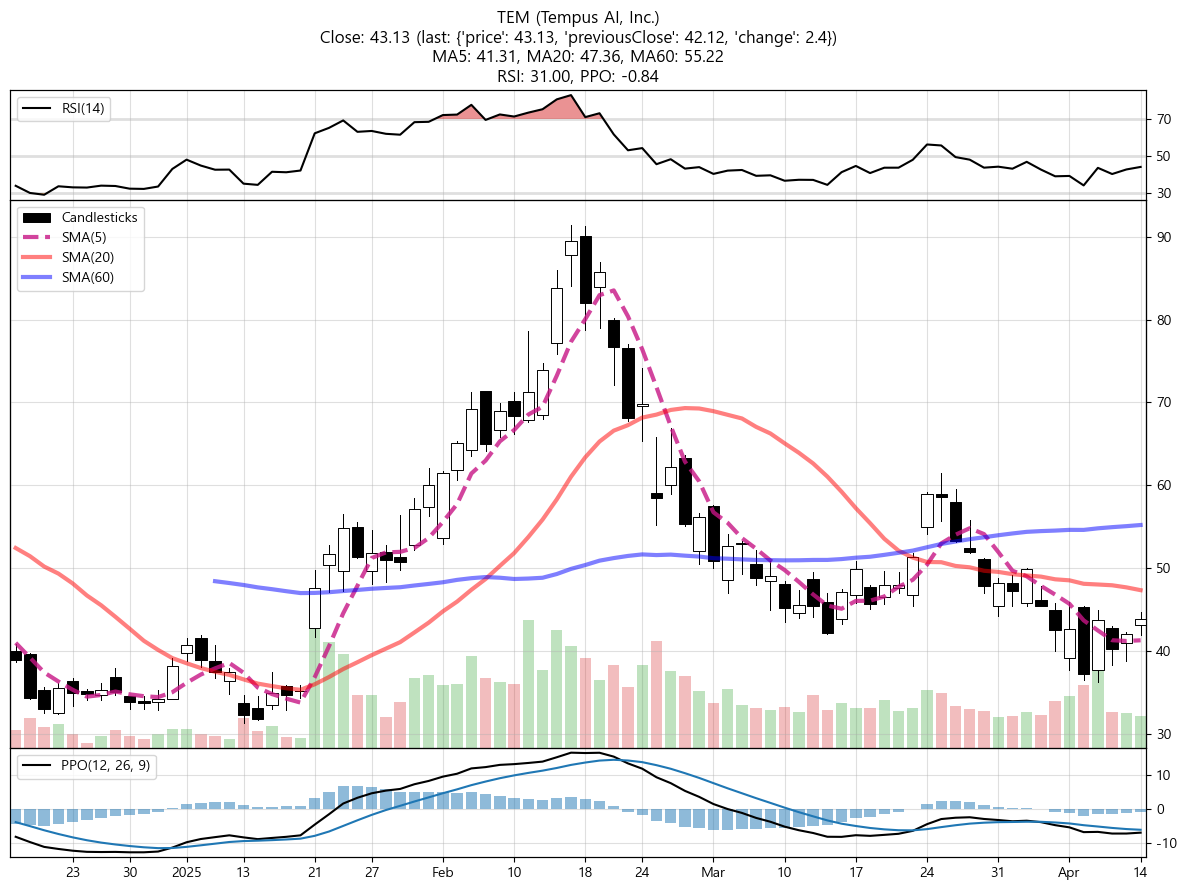 TEM (Tempus AI, Inc.)
Close: 43.13 (last: {'price': 43.13, 'previousClose': 42.12, 'change': 2.4})
MA5: 41.31, MA20: 47.36, MA60: 55.22
RSI: 31.00, PPO: -0.84
RSI(14)
70
50
30
Candlesticks
SMA(5)
SMA(20)
SMA(60)
90
80
70
60
50
40
30
PPO(12, 26, 9)
10
0
-10
23 30 2025 13 21 27 Feb 10 18 24 Mar 10 17 24 31 Apr 14